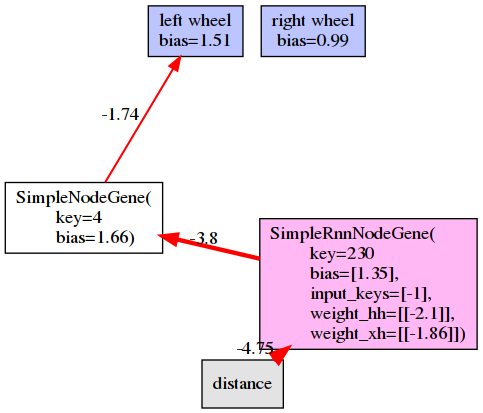 left wheel
bias=1.51
right wheel
bias=0.99
-1.74
SimpleNodeGene(
key=4
bias=1.66)
-3.8
SimpleRnnNodeGene(
key=230
bias=[1.35],
input_keys=[-1],
weight_hh=[[-2.1]],
weight_xh=[[-1.86]])
-4.75
distance